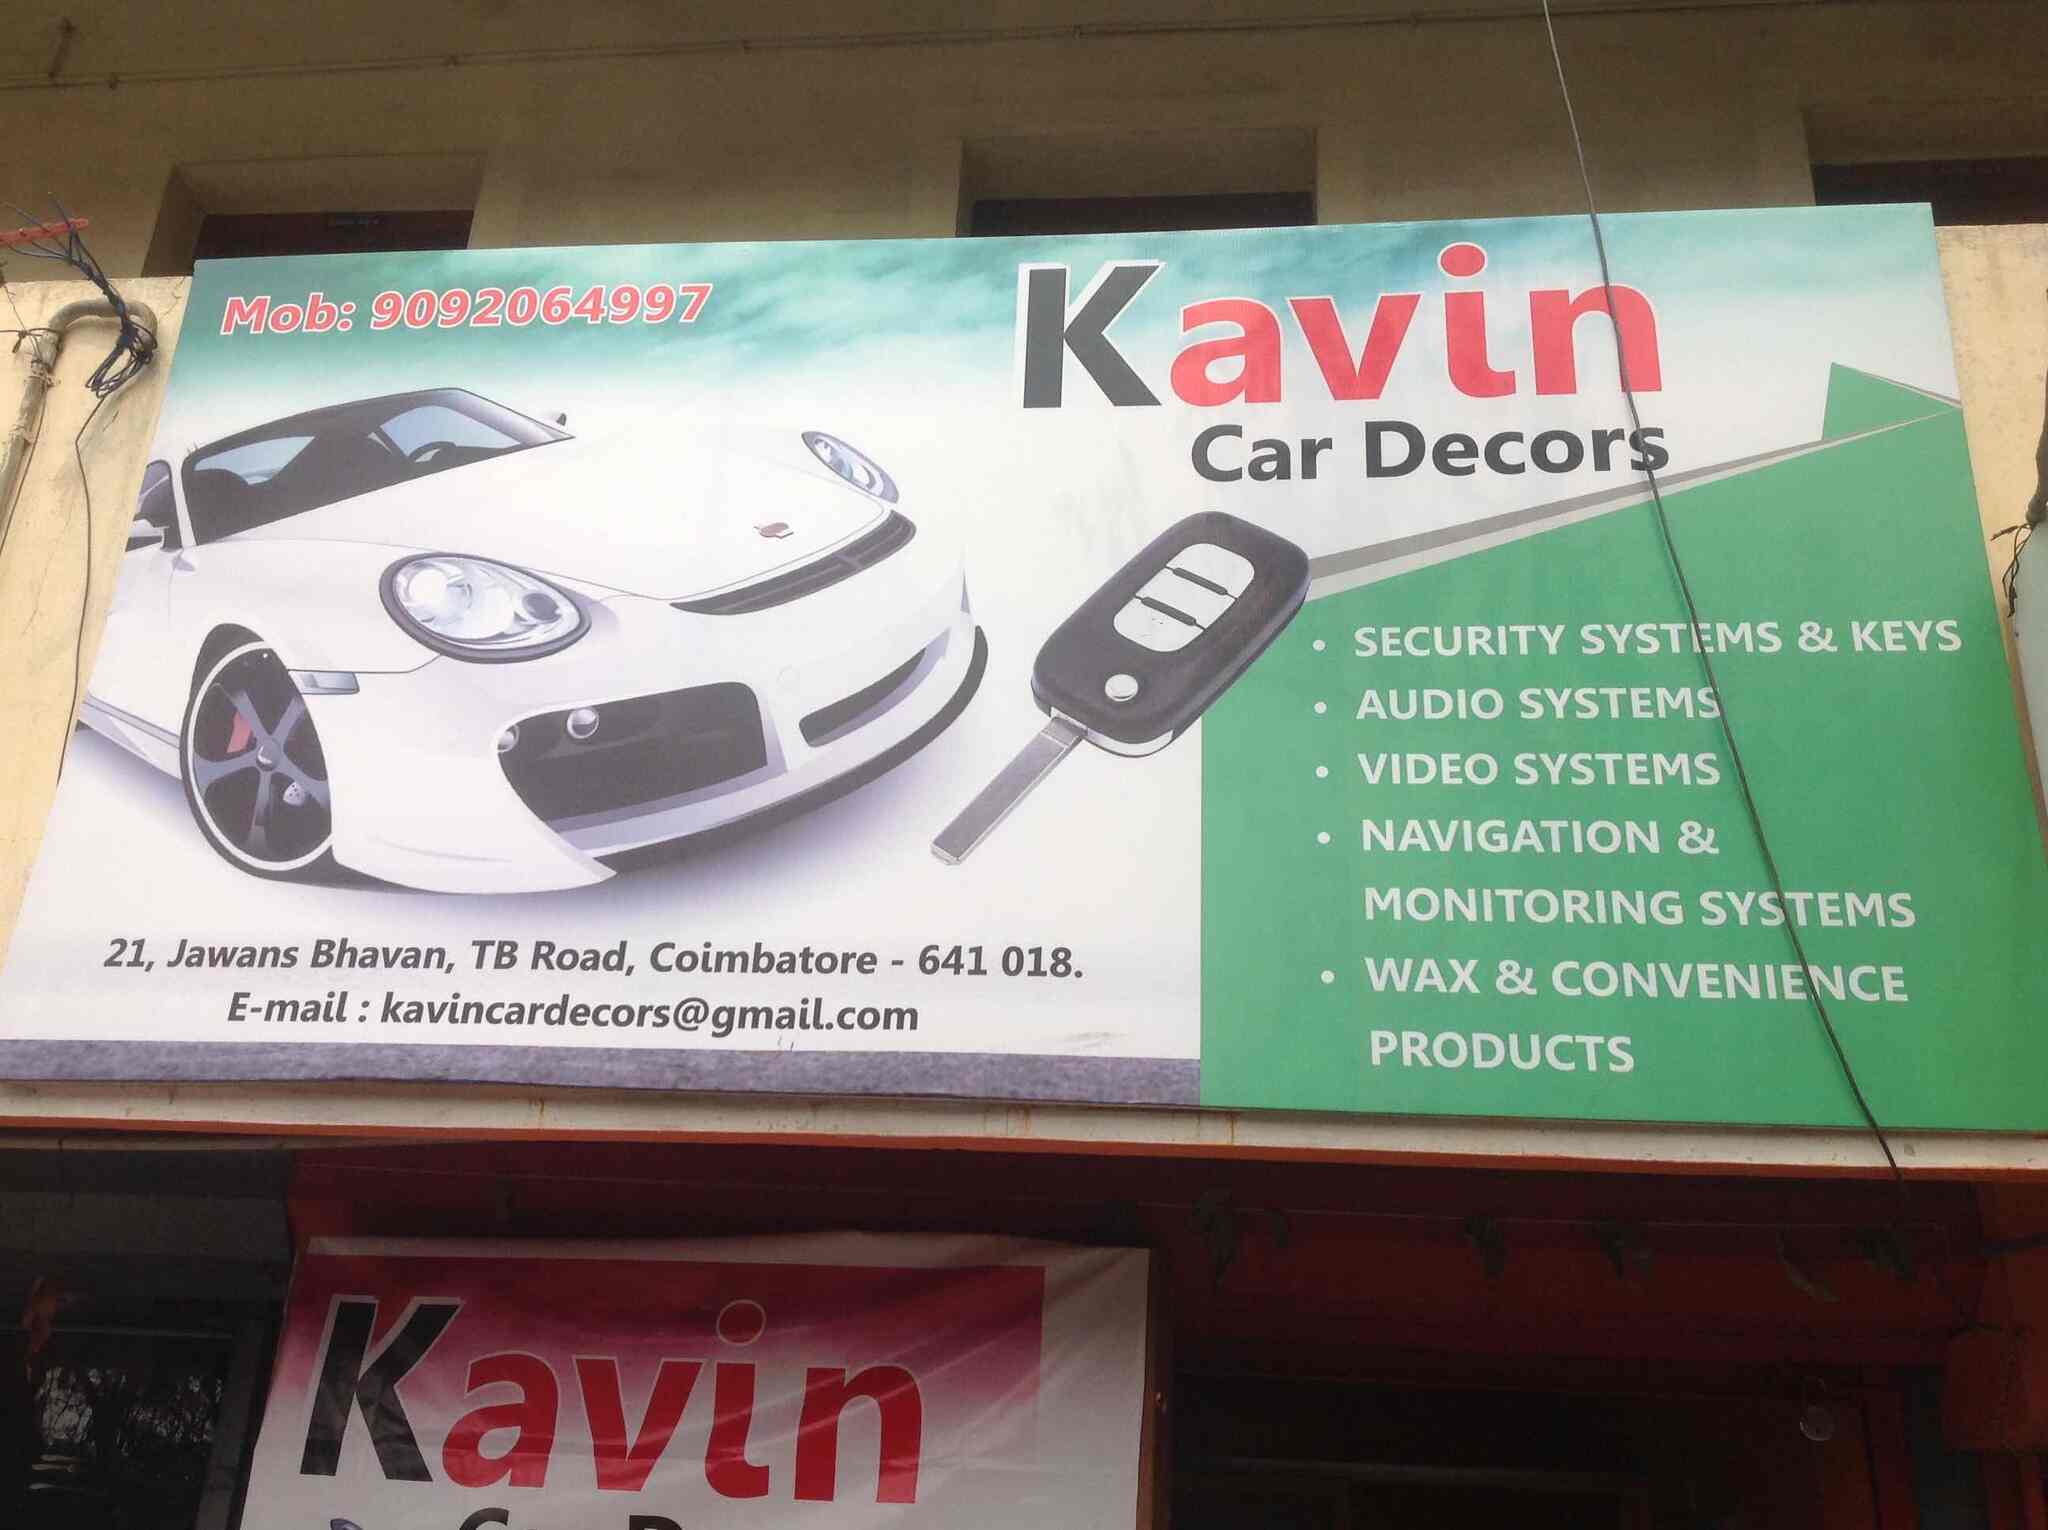 Mob: 9092064997
Kavin
Car Decors
• SECURITY SYSTEMS & KEYS
• AUDIO SYSTEMS
• VIDEO SYSTEMS
• NAVIGATION &
MONITORING SYSTEMS
• WAX & CONVENIENCE
PRODUCTS
21, Jawans Bhavan, TB Road, Coimbatore - 641 018.
E-mail : kavincardecors@gmail.com
Kavin